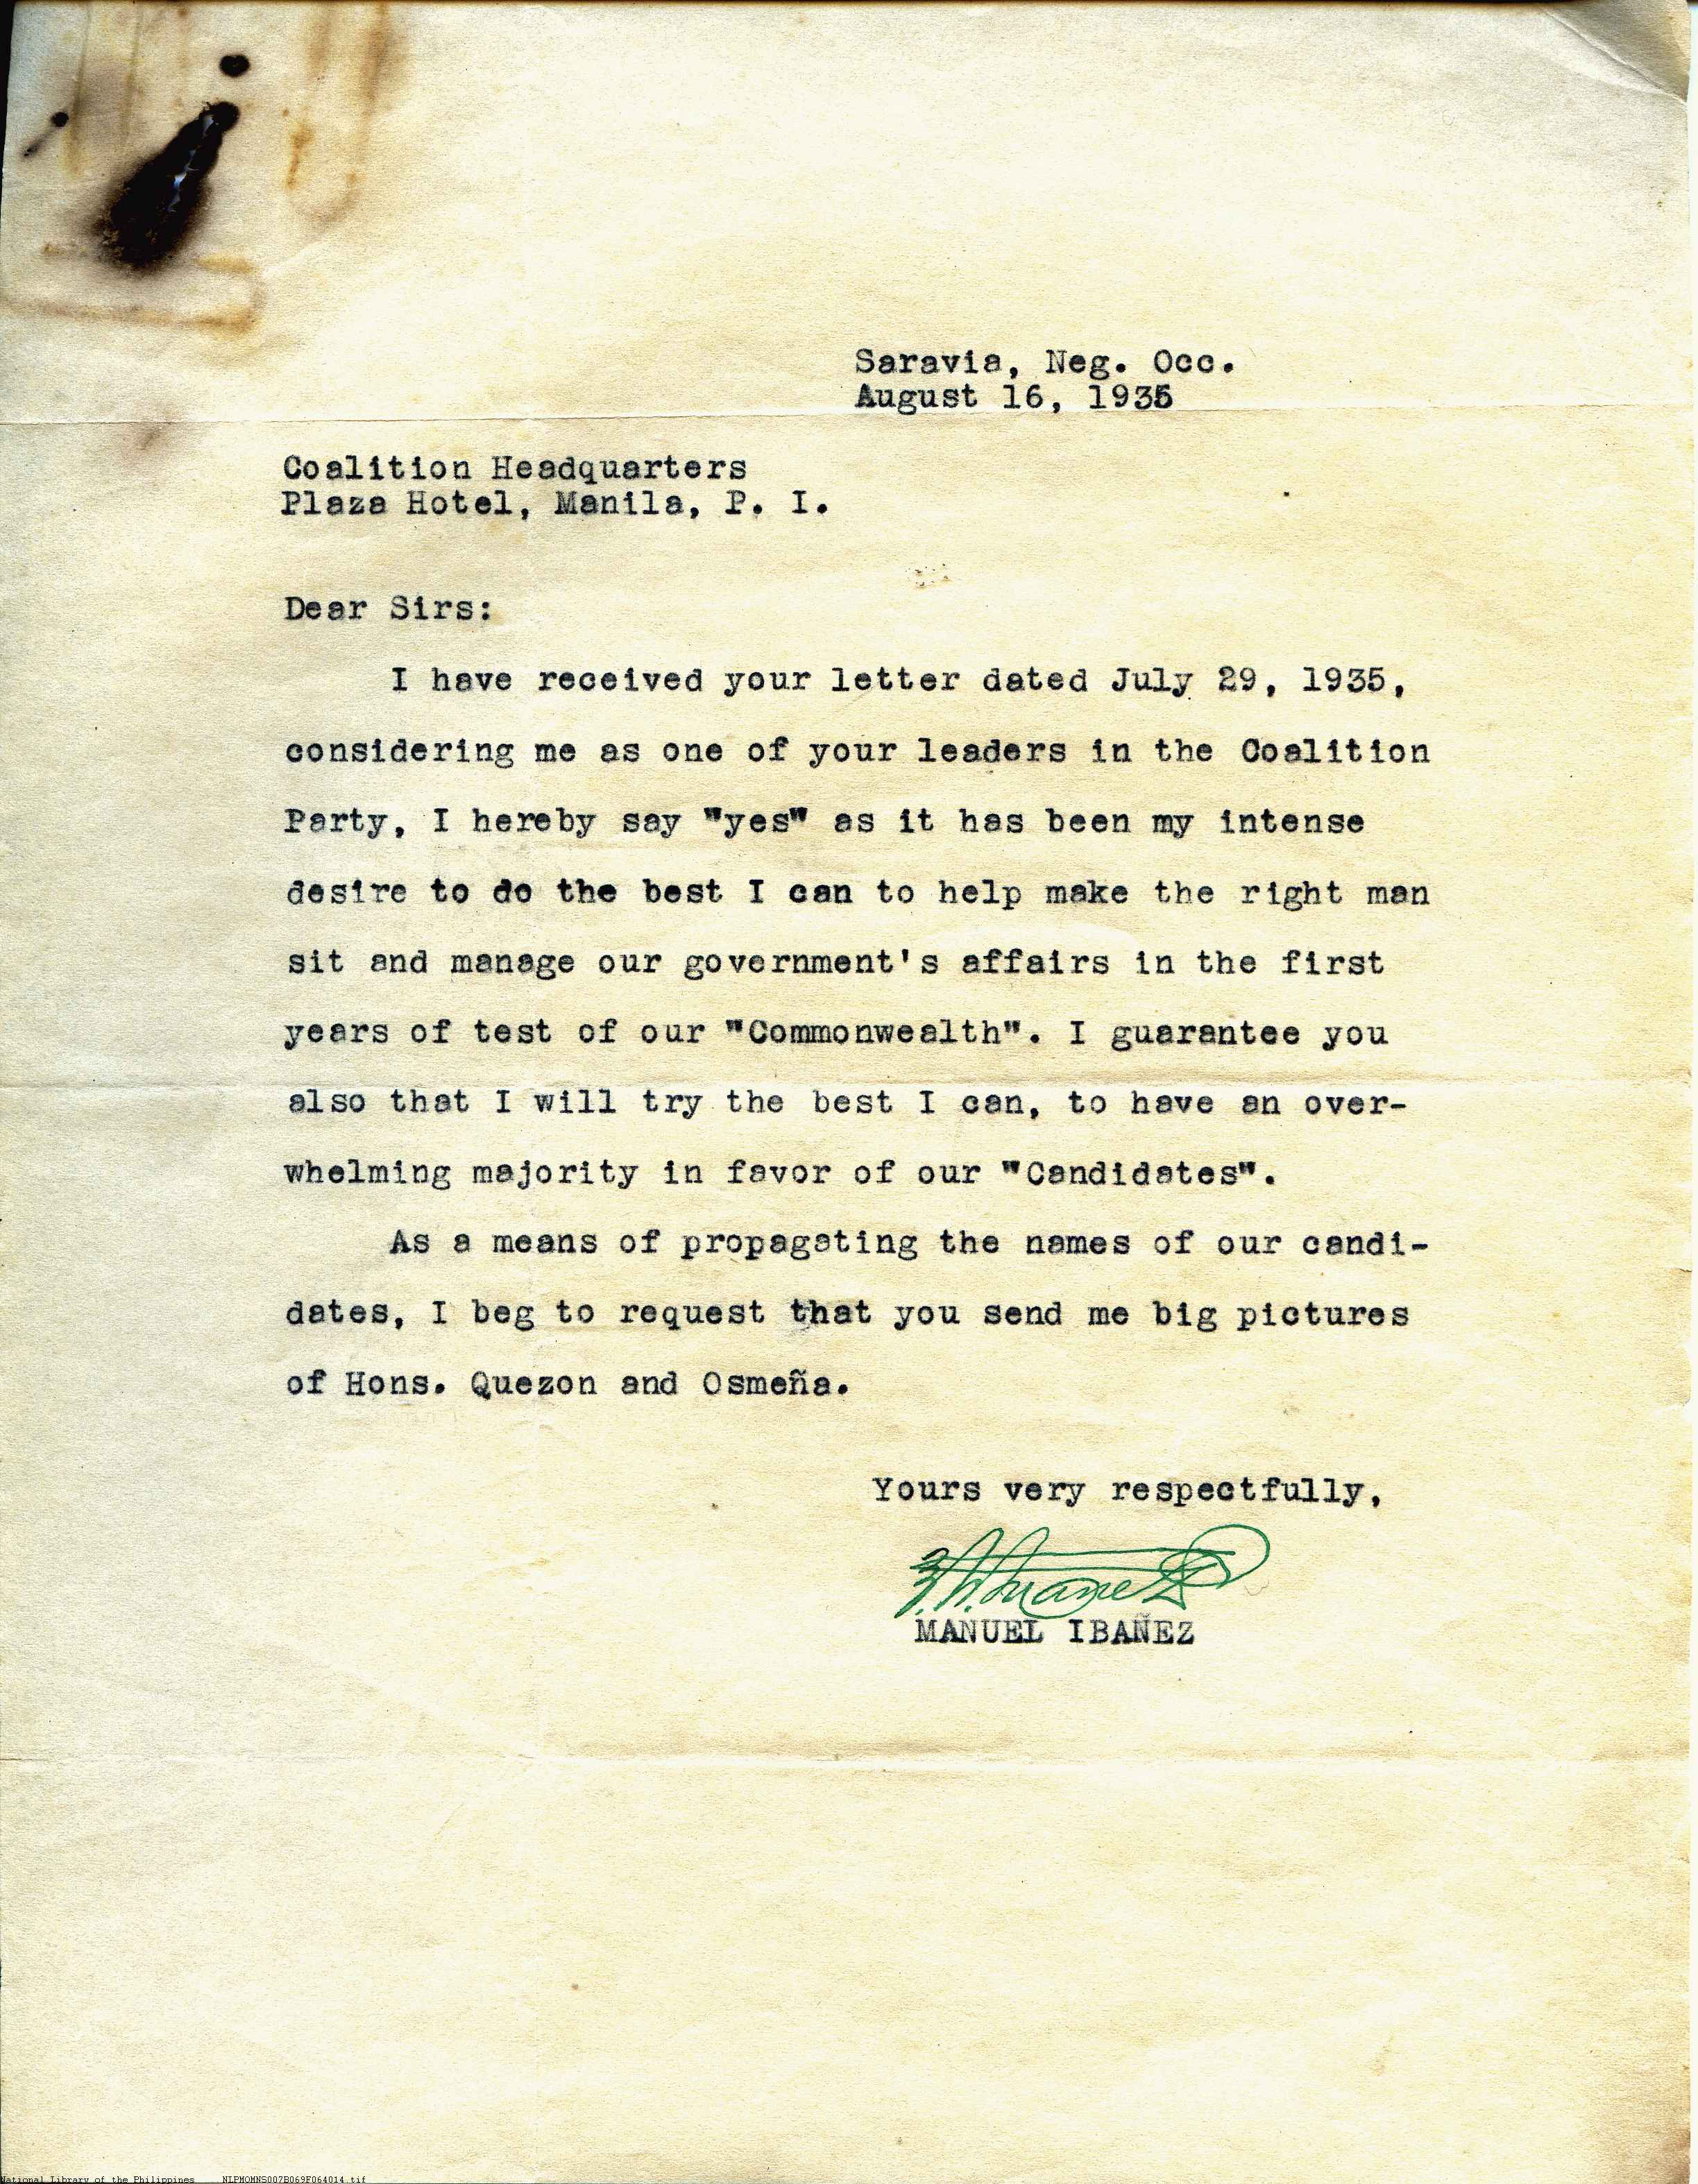 Saravia, Neg. Occ.
August 16, 1935
Coalition Headquarters
Plaza Hotel, Manila, P. I.
Dear Sirs:
I have received your letter dated July 29, 1935,
considering me as one of your leaders in the Coalition
Party, I hereby say "yes" as it has been my intense
desire to do the best I can to help make the right man
sit and manage our government's affairs in the first
years of test of our "Commonwealth". I guarantee you
also that I will try the best I can, to have an over-
whelming majority in favor of our "Candidates".
As a means of propagating the names of our candi-
dates, I beg to request that you send me big pictures
of Hons. Quezon and Osmeña.
Yours very respectfully,
MANUEL IBAÑEZ
National Library of the Philippines NLPMOMNS007B069F064014.tif